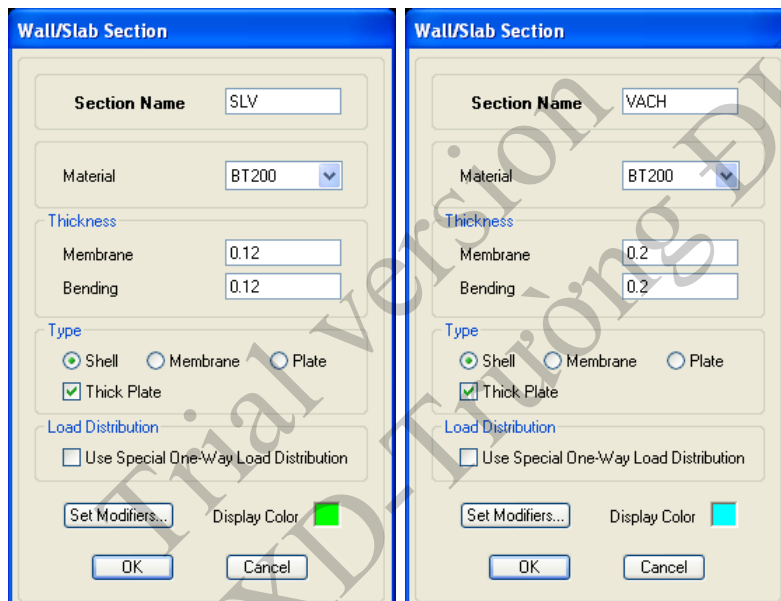 Wall/Slab Section
Section Name SLV
Material BT200
Thickness
Membrane 0.12
Bending 0.12
Type
Shell Membrane Plate
Thick Plate
Load Distribution
Use Special One-Way Load Distribution
Set Modifiers... Display Color
OK Cancel
Wall/Slab Section
Section Name VACH
Material BT200
Thickness
Membrane 0.2
Bending 0.2
Type
Shell Membrane Plate
Thick Plate
Load Distribution
Use Special One-Way Load Distribution
Set Modifiers... Display Color
OK Cancel
Trial version
XD-Trường